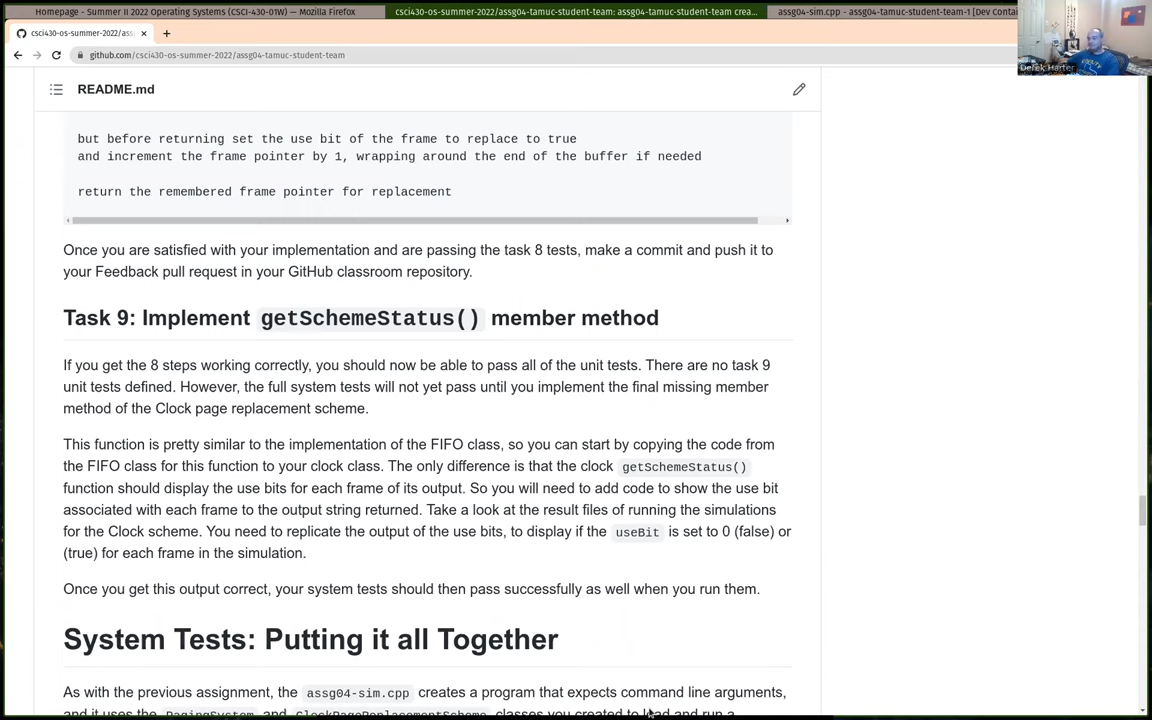 Homepage - Summer II 2022 Operating Systems (CSCI-430-01W) — Mozilla Firefox
csci430-os-summer-2022/assg04-tamuc-student-team: assg04-tamuc-student-team crea...
assg04-sim.cpp - assg04-tamuc-student-team-1 [Dev Contai
csci430-os-summer-2022/ass
github.com/csci430-os-summer-2022/assg04-tamuc-student-team
Derek Harter
README.md
but before returning set the use bit of the frame to replace to true
and increment the frame pointer by 1, wrapping around the end of the buffer if needed
return the remembered frame pointer for replacement
Once you are satisfied with your implementation and are passing the task 8 tests, make a commit and push it to
your Feedback pull request in your GitHub classroom repository.
Task 9: Implement getSchemeStatus() member method
If you get the 8 steps working correctly, you should now be able to pass all of the unit tests. There are no task 9
unit tests defined. However, the full system tests will not yet pass until you implement the final missing member
method of the Clock page replacement scheme.
This function is pretty similar to the implementation of the FIFO class, so you can start by copying the code from
the FIFO class for this function to your clock class. The only difference is that the clock getSchemeStatus()
function should display the use bits for each frame of its output. So you will need to add code to show the use bit
associated with each frame to the output string returned. Take a look at the result files of running the simulations
for the Clock scheme. You need to replicate the output of the use bits, to display if the useBit is set to 0 (false) or
(true) for each frame in the simulation.
Once you get this output correct, your system tests should then pass successfully as well when you run them.
System Tests: Putting it all Together
As with the previous assignment, the assg04-sim.cpp creates a program that expects command line arguments,
and it uses the PagingSystem and ClockPageReplacementScheme classes you created to load and run a